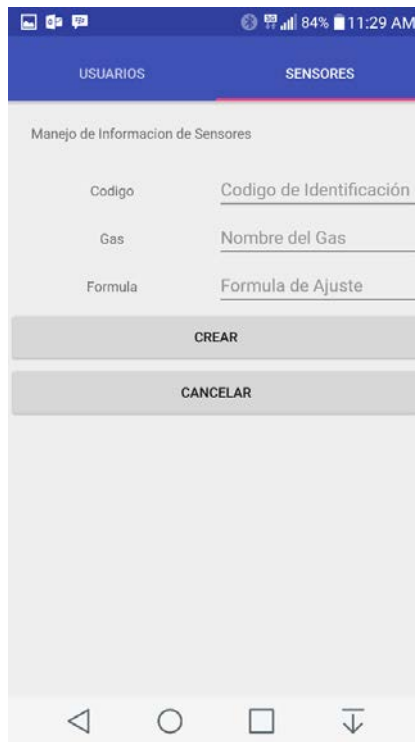 84% 11:29 AM
USUARIOS SENSORES
Manejo de Informacion de Sensores
Codigo Codigo de Identificación
Gas Nombre del Gas
Formula Formula de Ajuste
CREAR
CANCELAR